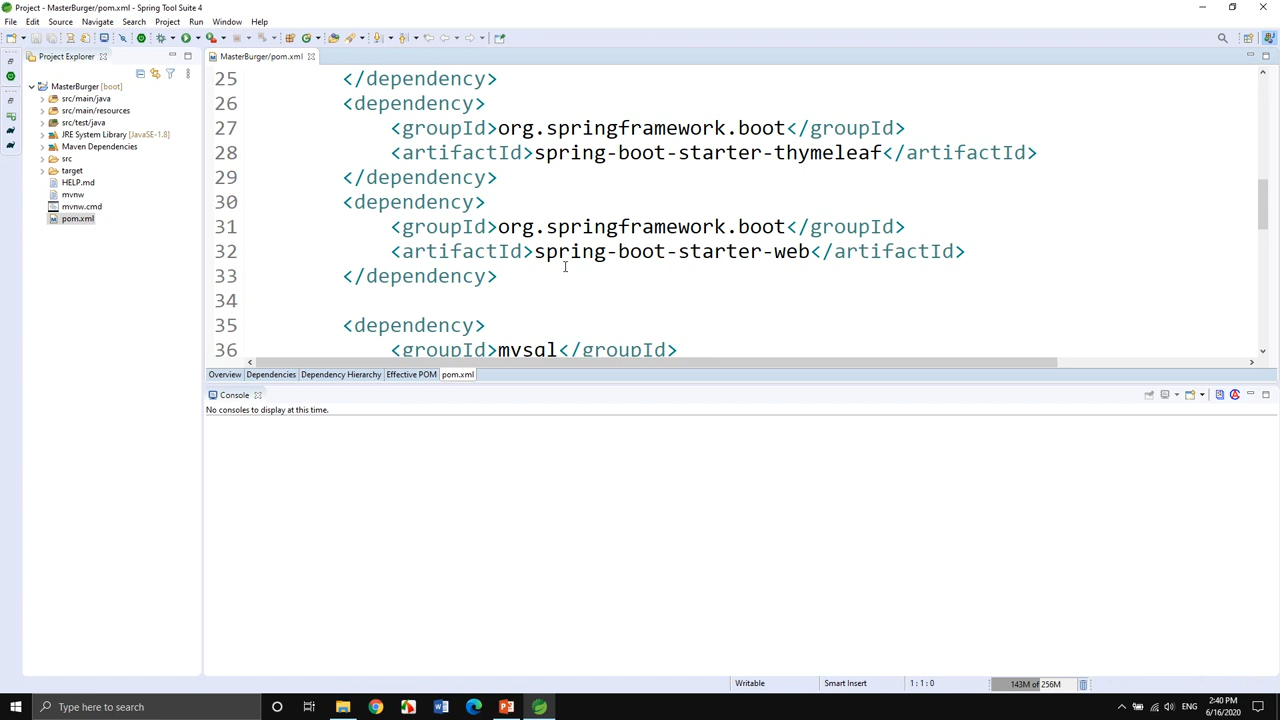 Project - MasterBurger/pom.xml - Spring Tool Suite 4
File Edit Source Navigate Search Project Run Window Help
Project Explorer
MasterBurger [boot]
src/main/java
src/main/resources
src/test/java
JRE System Library [JavaSE-1.8]
Maven Dependencies
src
target
HELP.md
mvnw
mvnw.cmd
pom.xml
MasterBurger/pom.xml
25 </dependency>
26 <dependency>
27 <groupId>org.springframework.boot</groupId>
28 <artifactId>spring-boot-starter-thymeleaf</artifactId>
29 </dependency>
30 <dependency>
31 <groupId>org.springframework.boot</groupId>
32 <artifactId>spring-boot-starter-web</artifactId>
33 </dependency>
34
35 <dependency>
36 <groupId>mysql</groupId>
Overview Dependencies Dependency Hierarchy Effective POM pom.xml
Console
No consoles to display at this time.
Writable Smart Insert 1 : 1 : 0 143M of 256M
Type here to search
ENG
2:40 PM
6/16/2020